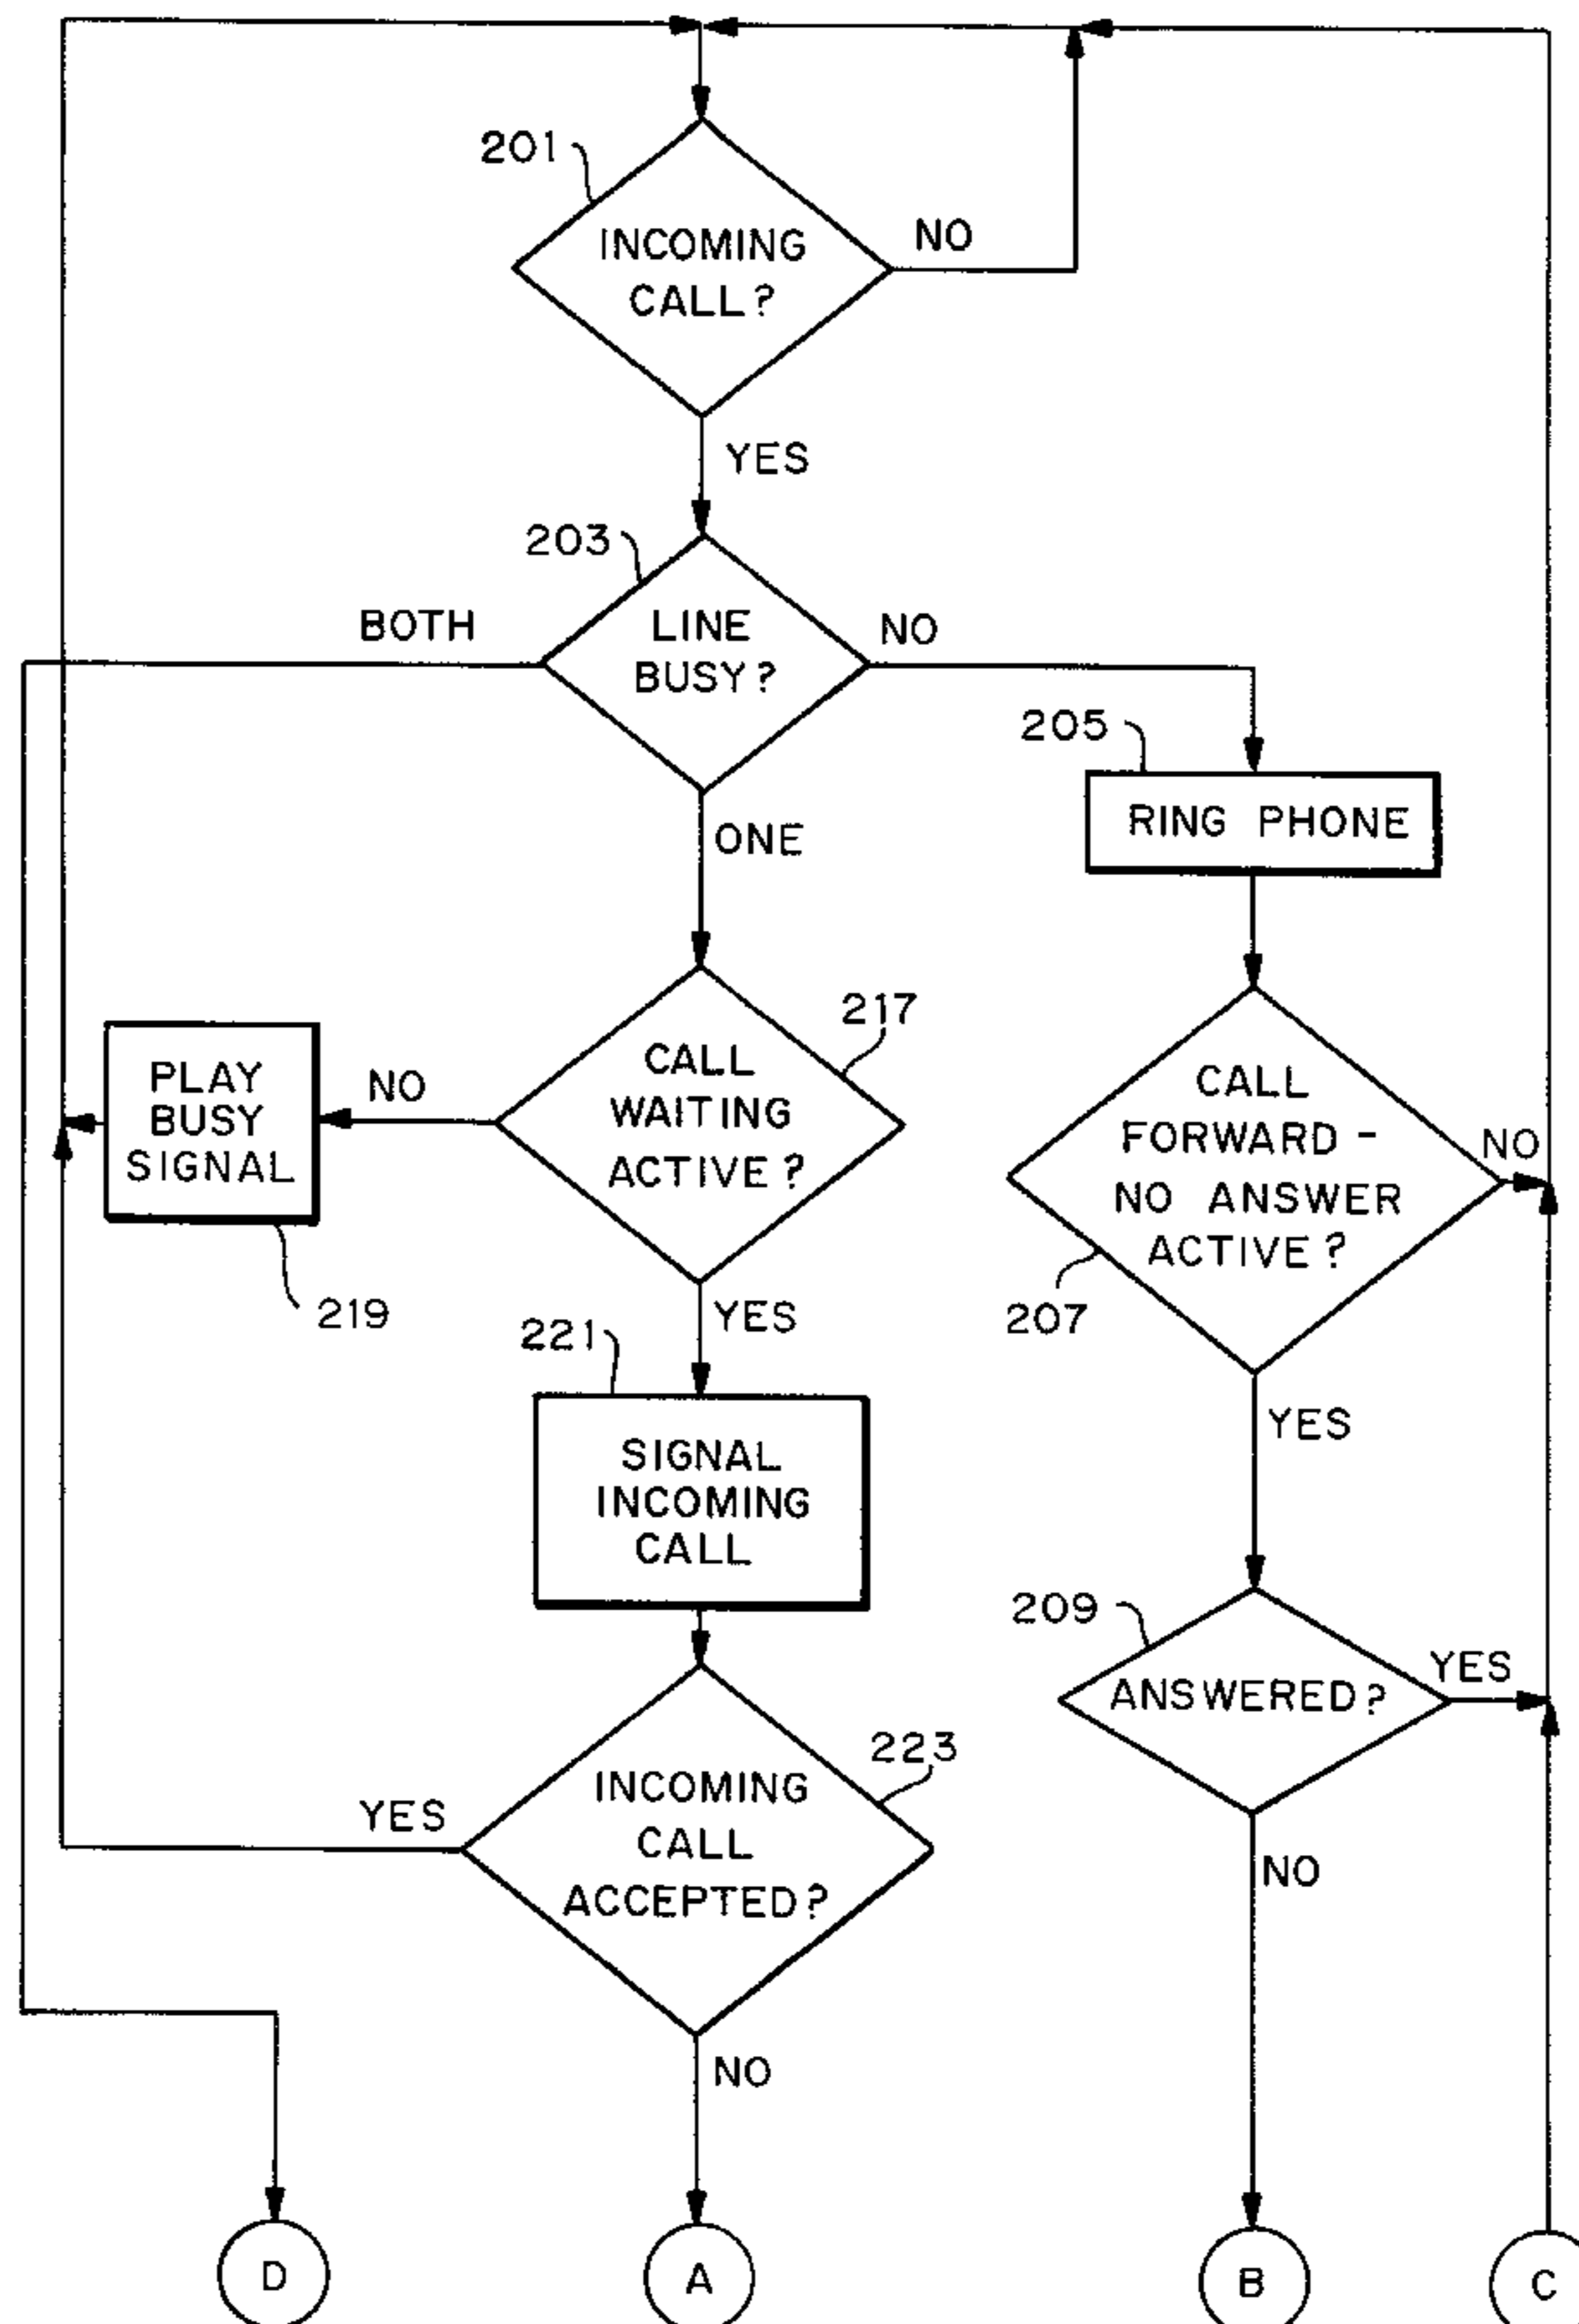 201
INCOMING
CALL?
NO
YES
203
BOTH
LINE
BUSY?
NO
205
RING PHONE
ONE
217
CALL
WAITING
ACTIVE?
NO
PLAY
BUSY
SIGNAL
219
CALL
FORWARD -
NO ANSWER
ACTIVE?
NO
207
YES
221
YES
SIGNAL
INCOMING
CALL
209
ANSWERED?
YES
223
INCOMING
CALL
ACCEPTED?
YES
NO
NO
D
A
B
C